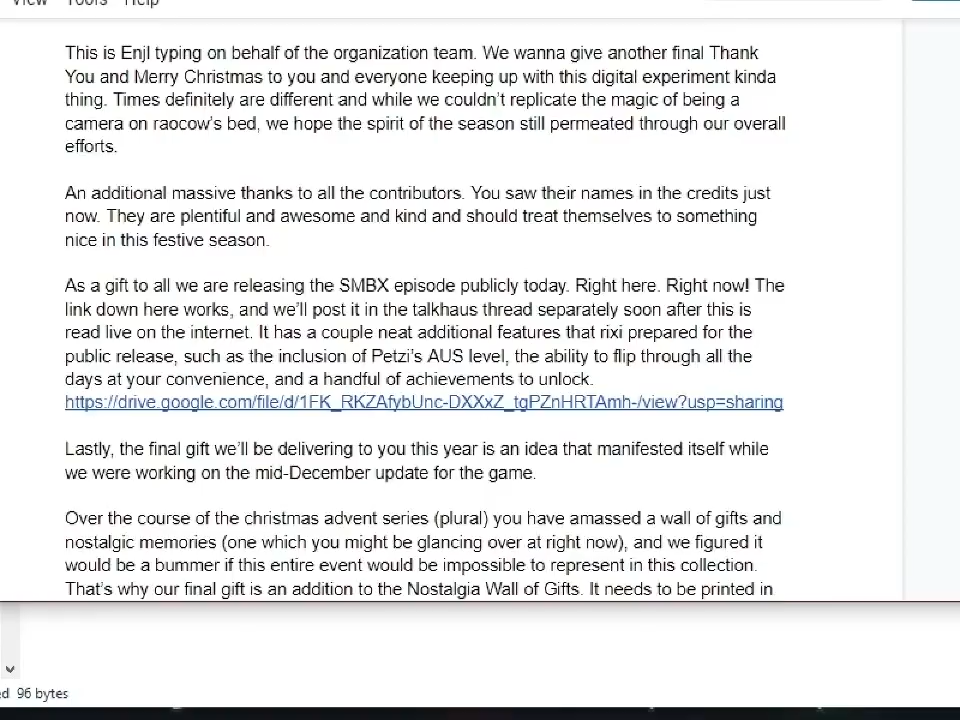 View Tools Help
This is Enjl typing on behalf of the organization team. We wanna give another final Thank
You and Merry Christmas to you and everyone keeping up with this digital experiment kinda
thing. Times definitely are different and while we couldn't replicate the magic of being a
camera on raocow's bed, we hope the spirit of the season still permeated through our overall
efforts.
An additional massive thanks to all the contributors. You saw their names in the credits just
now. They are plentiful and awesome and kind and should treat themselves to something
nice in this festive season.
As a gift to all we are releasing the SMBX episode publicly today. Right here. Right now! The
link down here works, and we'll post it in the talkhaus thread separately soon after this is
read live on the internet. It has a couple neat additional features that rixi prepared for the
public release, such as the inclusion of Petzi's AUS level, the ability to flip through all the
days at your convenience, and a handful of achievements to unlock.
https://drive.google.com/file/d/1FK_RKZAfybUnc-DXXxZ_tgPZnHRTAmh-/view?usp=sharing
Lastly, the final gift we'll be delivering to you this year is an idea that manifested itself while
we were working on the mid-December update for the game.
Over the course of the christmas advent series (plural) you have amassed a wall of gifts and
nostalgic memories (one which you might be glancing over at right now), and we figured it
would be a bummer if this entire event would be impossible to represent in this collection.
That's why our final gift is an addition to the Nostalgia Wall of Gifts. It needs to be printed in
ed 96 bytes